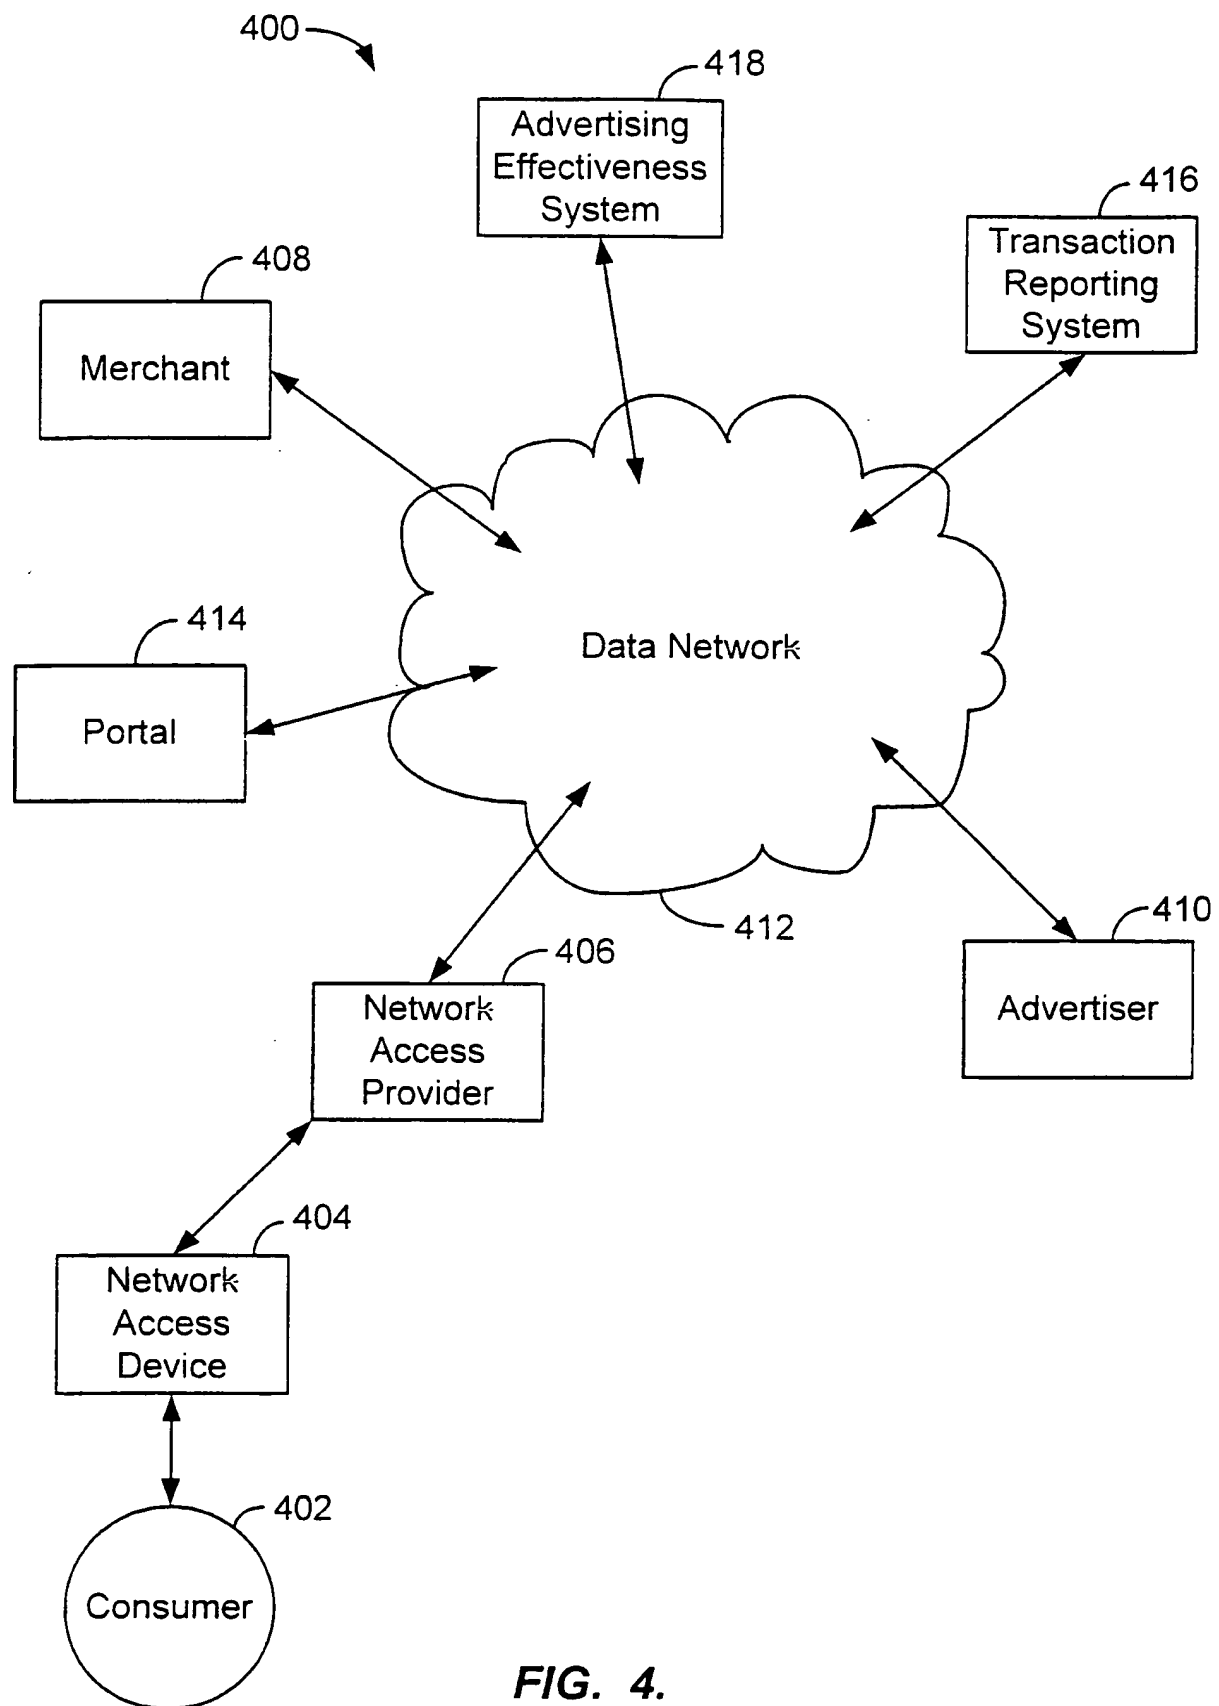 400
418
Advertising
Effectiveness
System
416
Transaction
Reporting
System
408
Merchant
414
Portal
Data Network
412
410
Advertiser
406
Network
Access
Provider
404
Network
Access
Device
402
Consumer
FIG. 4.